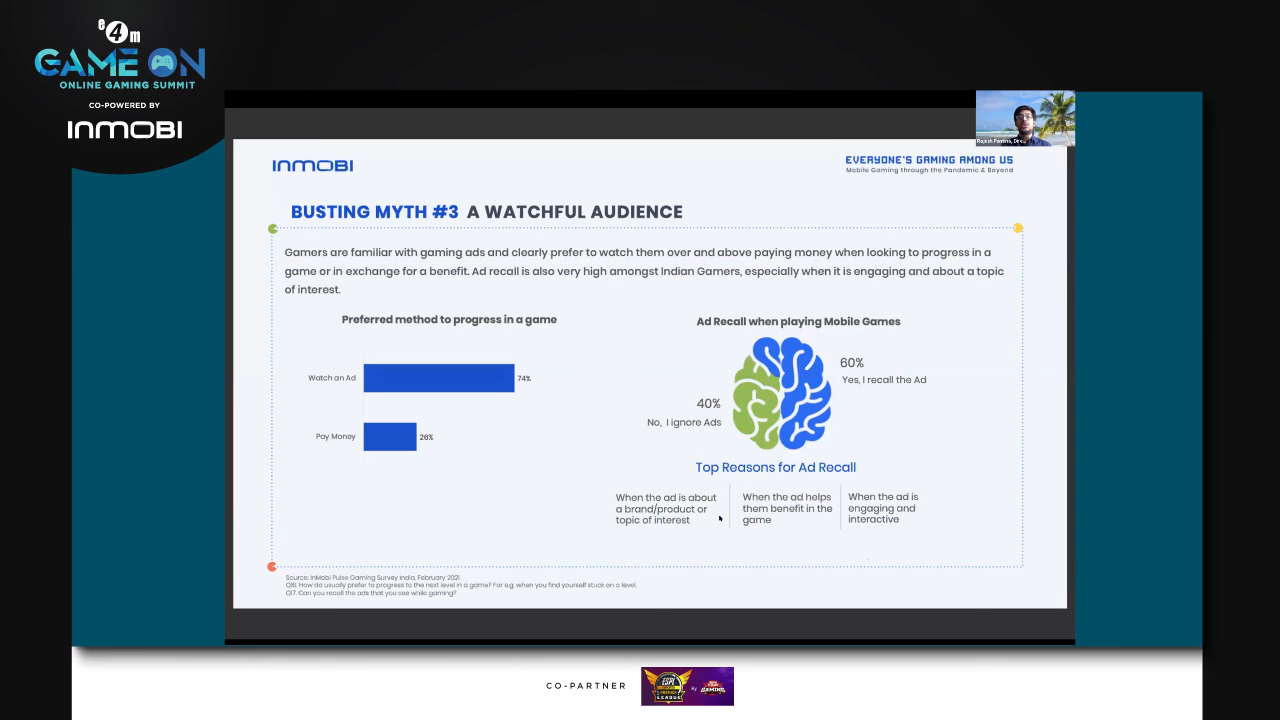 e4m
GAME ON
ONLINE GAMING SUMMIT
CO-POWERED BY
INMOBI
INMOBI
EVERYONE'S GAMING AMONG US
Mobile Gaming through the Pandemic & Beyond
BUSTING MYTH #3 A WATCHFUL AUDIENCE
Gamers are familiar with gaming ads and clearly prefer to watch them over and above paying money when looking to progress in a
game or in exchange for a benefit. Ad recall is also very high amongst Indian Gamers, especially when it is engaging and about a topic
of interest.
Preferred method to progress in a game
Watch an Ad
74%
Pay Money
26%
Ad Recall when playing Mobile Games
60%
Yes, I recall the Ad
40%
No, I ignore Ads
Top Reasons for Ad Recall
When the ad is about
a brand/product or
topic of interest
When the ad helps
them benefit in the
game
When the ad is
engaging and
interactive
Source: InMobi Pulse Gaming Survey India, February 2021
Q16. How do usually prefer to progress to the next level in a game? For e.g. when you find yourself stuck on a level.
Q17. Can you recall the ads that you see while gaming?
CO-PARTNER
ESPL
PREMIER
LEAGUE
By
GAMING